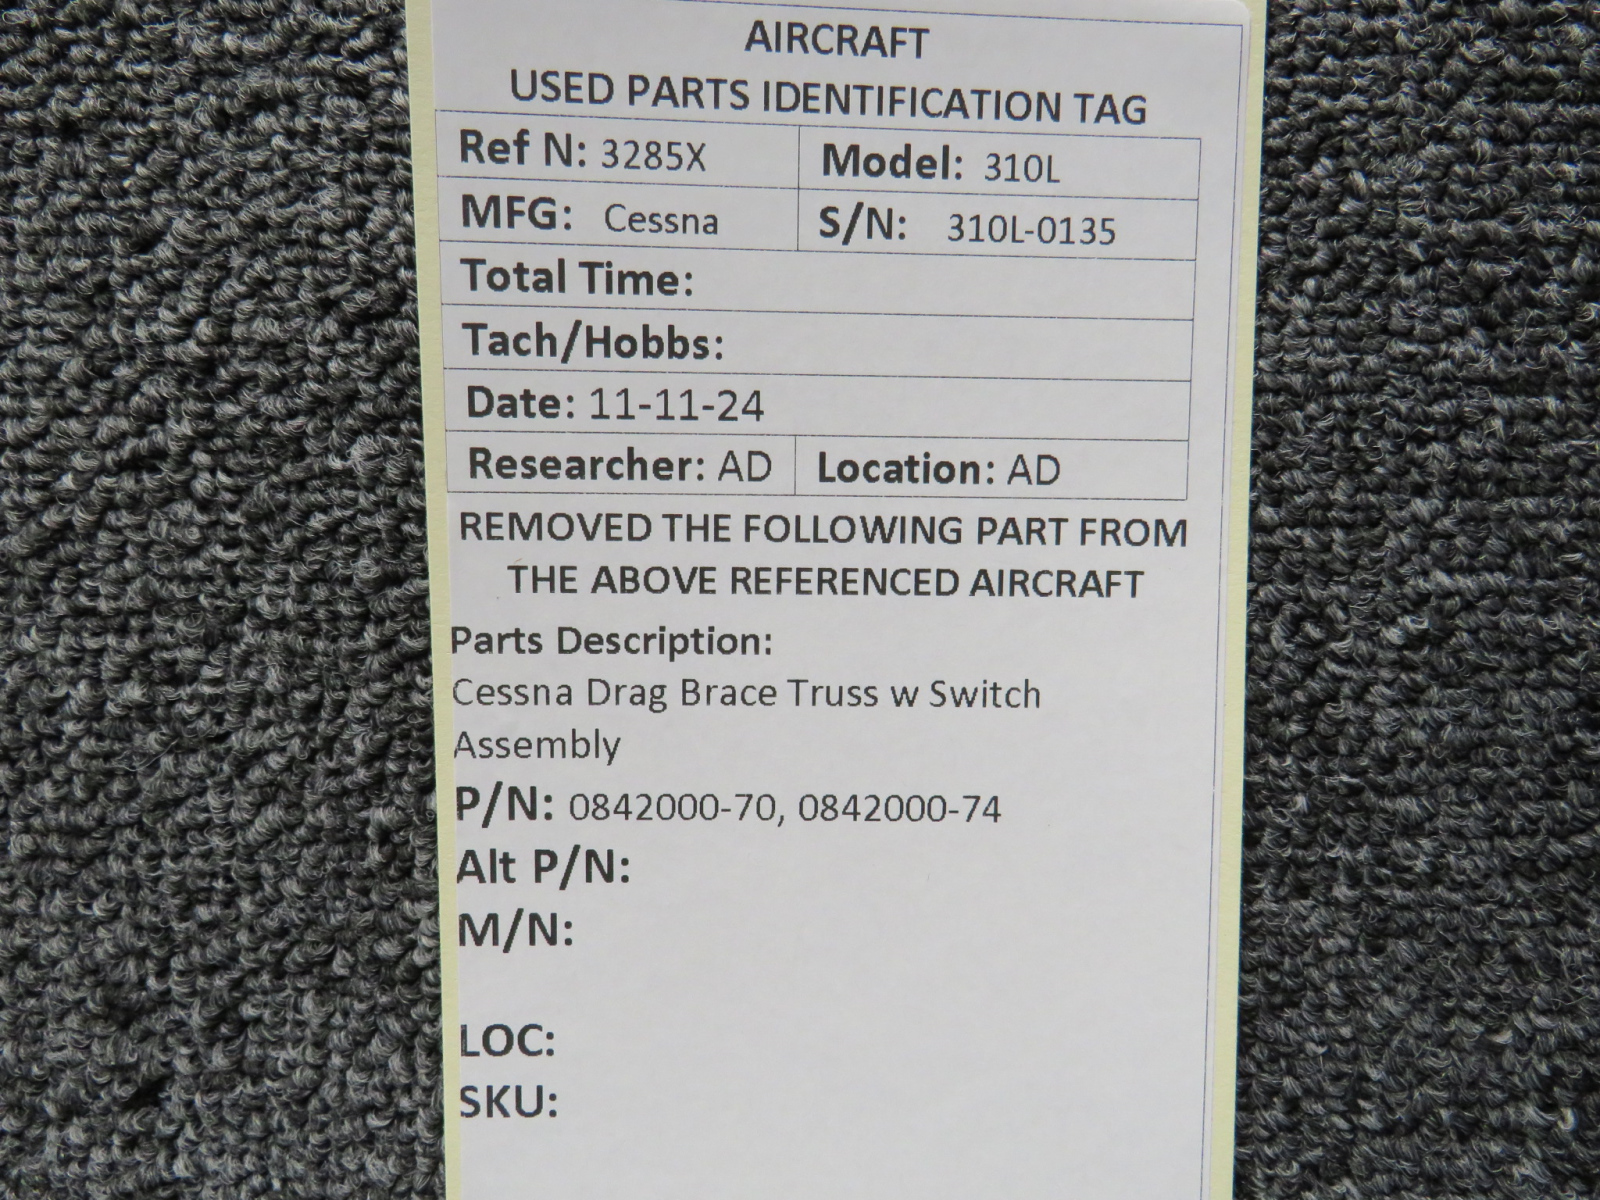 AIRCRAFT
USED PARTS IDENTIFICATION TAG
Ref N: 3285X Model: 310L
MFG: Cessna S/N: 310L-0135
Total Time:
Tach/Hobbs:
Date: 11-11-24
Researcher: AD Location: AD
REMOVED THE FOLLOWING PART FROM
THE ABOVE REFERENCED AIRCRAFT
Parts Description:
Cessna Drag Brace Truss w Switch
Assembly
P/N: 0842000-70, 0842000-74
Alt P/N:
M/N:
LOC:
SKU: